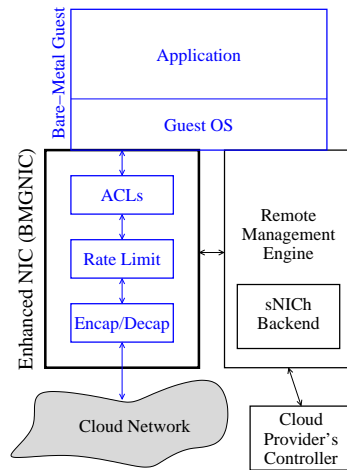 Bare-Metal Guest
Application
Guest OS
Enhanced NIC (BMGNIC)
ACLs
Rate Limit
Encap/Decap
Remote
Management
Engine
sNICh
Backend
Cloud Network
Cloud
Provider's
Controller